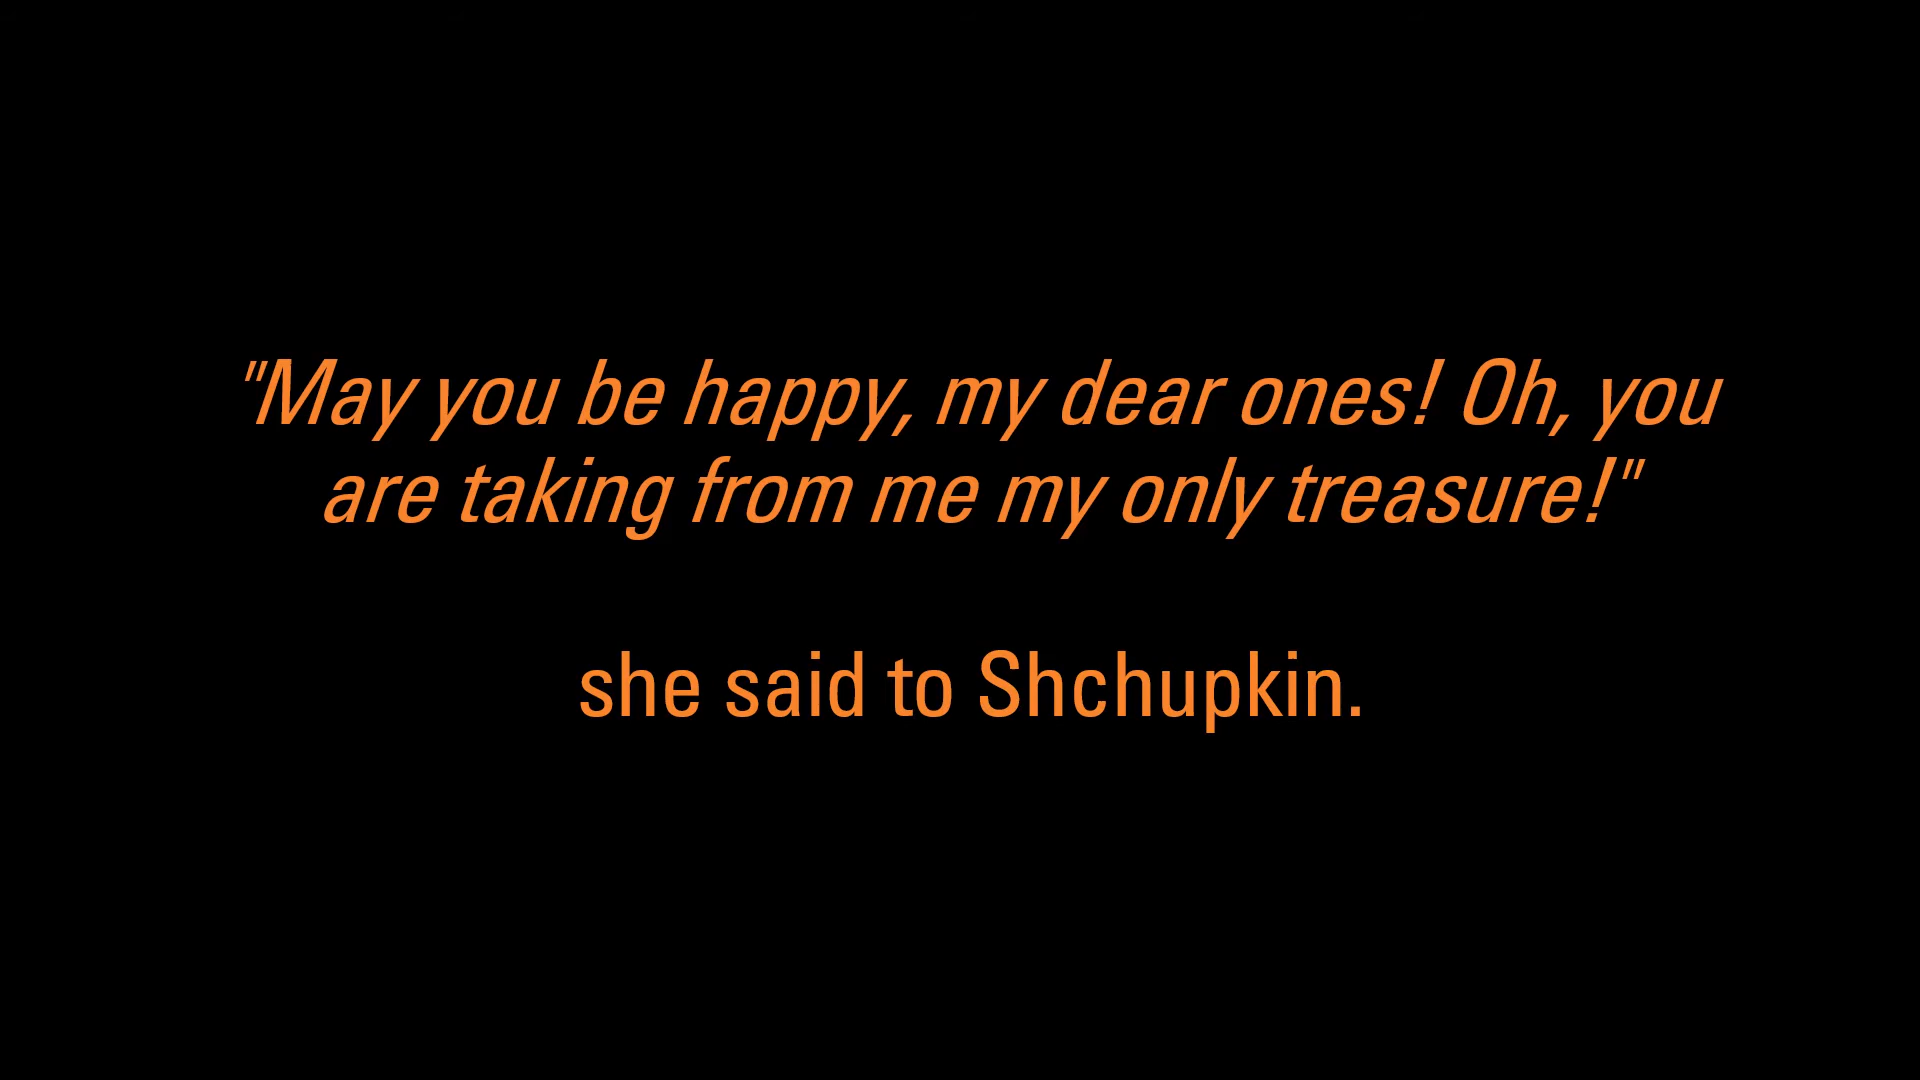 "May you be happy, my dear ones! Oh, you
are taking from me my only treasure!"
she said to Shchupkin.